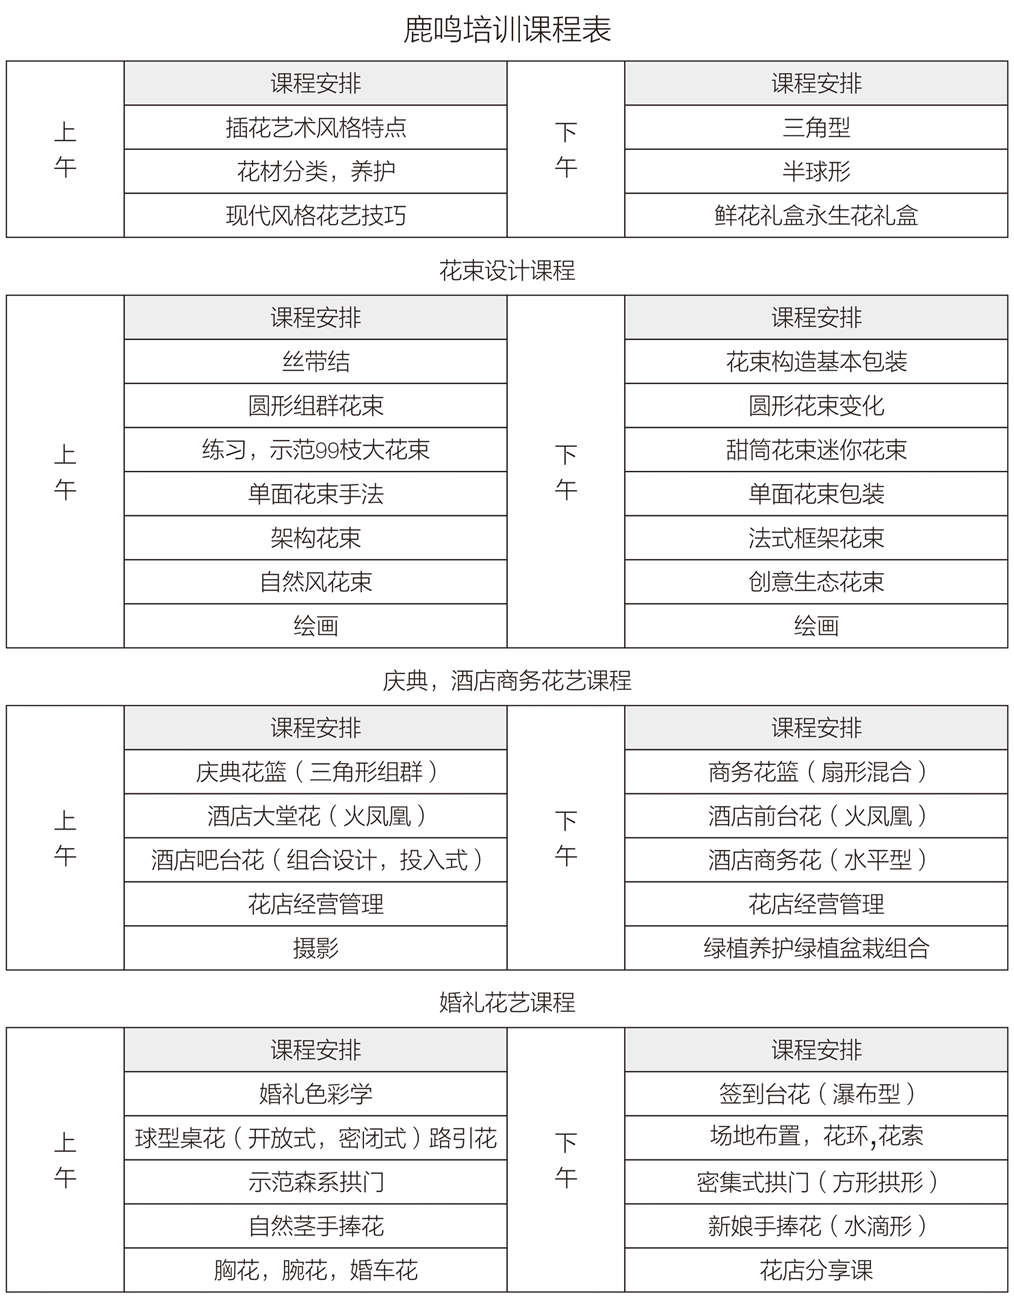 鹿鸣培训课程表
上午
课程安排
下午
课程安排
插花艺术风格特点
三角型
花材分类，养护
半球形
现代风格花艺技巧
鲜花礼盒永生花礼盒
花束设计课程
上午
课程安排
下午
课程安排
丝带结
花束构造基本包装
圆形组群花束
圆形花束变化
练习，示范99枝大花束
甜筒花束迷你花束
单面花束手法
单面花束包装
架构花束
法式框架花束
自然风花束
创意生态花束
绘画
绘画
庆典，酒店商务花艺课程
上午
课程安排
下午
课程安排
庆典花篮（三角形组群）
商务花篮（扇形混合）
酒店大堂花（火凤凰）
酒店前台花（火凤凰）
酒店吧台花（组合设计，投入式）
酒店商务花（水平型）
花店经营管理
花店经营管理
摄影
绿植养护绿植盆栽组合
婚礼花艺课程
上午
课程安排
下午
课程安排
婚礼色彩学
签到台花（瀑布型）
球型桌花（开放式，密闭式）路引花
场地布置，花环,花索
示范森系拱门
密集式拱门（方形拱形）
自然茎手捧花
新娘手捧花（水滴形）
胸花，腕花，婚车花
花店分享课